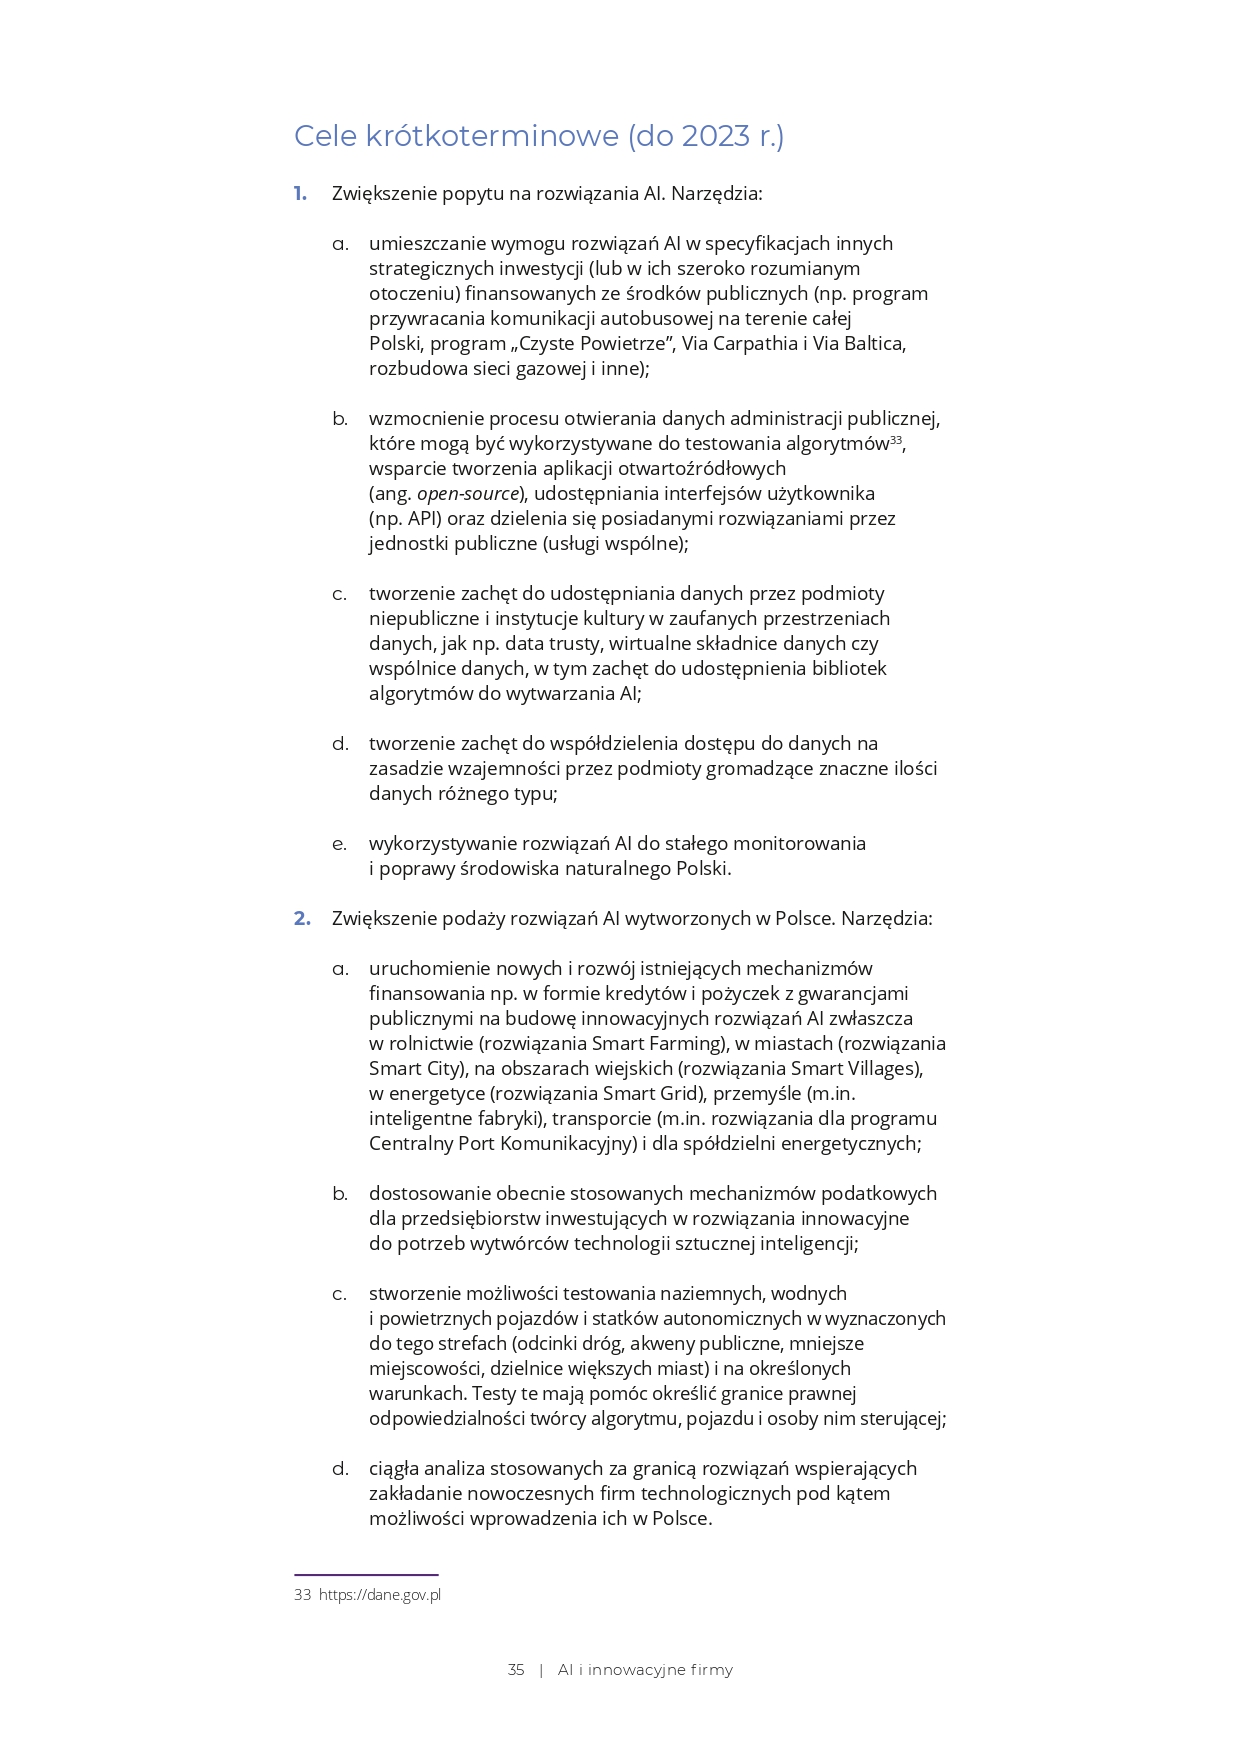 Cele krótkoterminowe (do 2023 r.)
1. Zwiększenie popytu na rozwiązania AI. Narzędzia:
a. umieszczanie wymogu rozwiązań AI w specyfikacjach innych
strategicznych inwestycji (lub w ich szeroko rozumianym
otoczeniu) finansowanych ze środków publicznych (np. program
przywracania komunikacji autobusowej na terenie całej
Polski, program „Czyste Powietrze”, Via Carpathia i Via Baltica,
rozbudowa sieci gazowej i inne);
b. wzmocnienie procesu otwierania danych administracji publicznej,
które mogą być wykorzystywane do testowania algorytmów³³,
wsparcie tworzenia aplikacji otwartoźródłowych
(ang. open-source), udostępniania interfejsów użytkownika
(np. API) oraz dzielenia się posiadanymi rozwiązaniami przez
jednostki publiczne (usługi wspólne);
c. tworzenie zachęt do udostępniania danych przez podmioty
niepubliczne i instytucje kultury w zaufanych przestrzeniach
danych, jak np. data trusty, wirtualne składnice danych czy
wspólnice danych, w tym zachęt do udostępnienia bibliotek
algorytmów do wytwarzania AI;
d. tworzenie zachęt do współdzielenia dostępu do danych na
zasadzie wzajemności przez podmioty gromadzące znaczne ilości
danych różnego typu;
e. wykorzystywanie rozwiązań AI do stałego monitorowania
i poprawy środowiska naturalnego Polski.
2. Zwiększenie podaży rozwiązań AI wytworzonych w Polsce. Narzędzia:
a. uruchomienie nowych i rozwój istniejących mechanizmów
finansowania np. w formie kredytów i pożyczek z gwarancjami
publicznymi na budowę innowacyjnych rozwiązań AI zwłaszcza
w rolnictwie (rozwiązania Smart Farming), w miastach (rozwiązania
Smart City), na obszarach wiejskich (rozwiązania Smart Villages),
w energetyce (rozwiązania Smart Grid), przemyśle (m.in.
inteligentne fabryki), transporcie (m.in. rozwiązania dla programu
Centralny Port Komunikacyjny) i dla spółdzielni energetycznych;
b. dostosowanie obecnie stosowanych mechanizmów podatkowych
dla przedsiębiorstw inwestujących w rozwiązania innowacyjne
do potrzeb wytwórców technologii sztucznej inteligencji;
c. stworzenie możliwości testowania naziemnych, wodnych
i powietrznych pojazdów i statków autonomicznych w wyznaczonych
do tego strefach (odcinki dróg, akweny publiczne, mniejsze
miejscowości, dzielnice większych miast) i na określonych
warunkach. Testy te mają pomóc określić granice prawnej
odpowiedzialności twórcy algorytmu, pojazdu i osoby nim sterującej;
d. ciągła analiza stosowanych za granicą rozwiązań wspierających
zakładanie nowoczesnych firm technologicznych pod kątem
możliwości wprowadzenia ich w Polsce.
33 https://dane.gov.pl
35 | AI i innowacyjne firmy